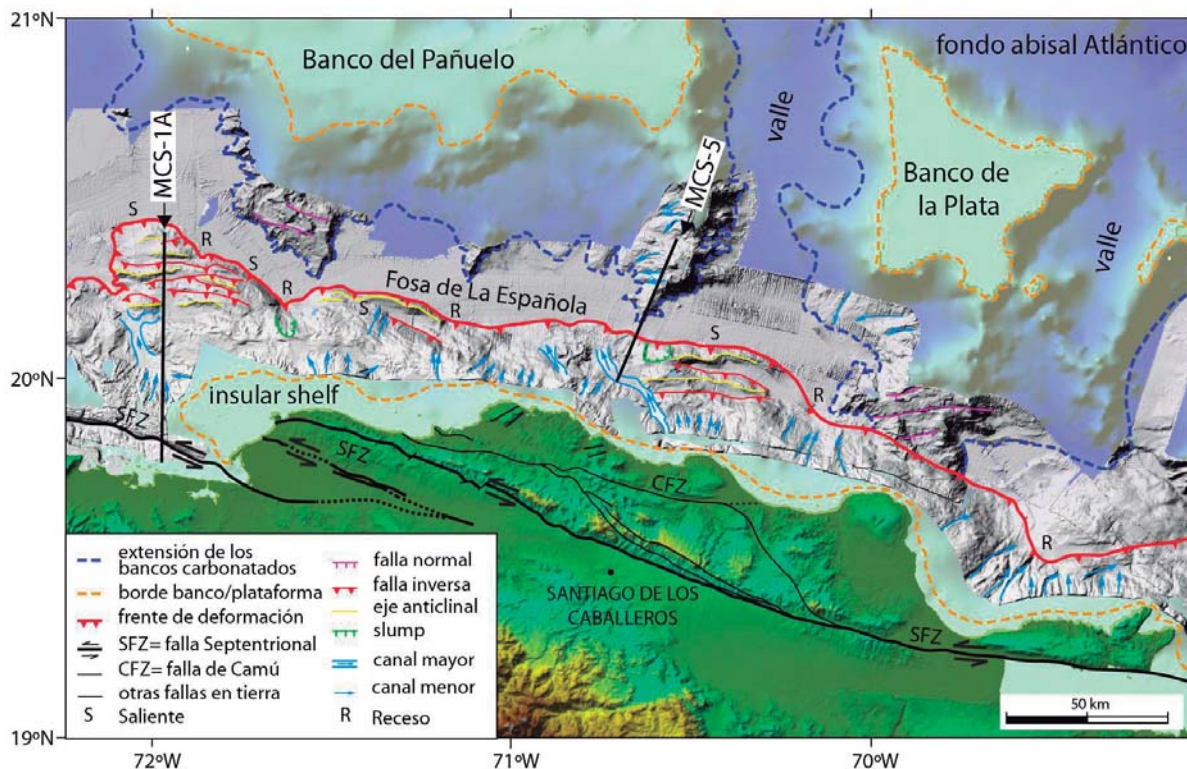 21°N
Banco del Pañuelo
fondo abisal Atlántico
valle
MCS-1A
MCS-5
Banco de
la Plata
valle
S
R
S
R
Fosa de La Española
S
R
S
R
20°N
insular shelf
SFZ
SFZ
CFZ
R
SANTIAGO DE LOS
CABALLEROS
SFZ
extensión de los
bancos carbonatados
borde banco/plataforma
frente de deformación
SFZ= falla Septentrional
CFZ= falla de Camú
otras fallas en tierra
S Saliente
falla normal
falla inversa
eje anticlinal
slump
canal mayor
canal menor
R Receso
50 km
19°N
72°W
71°W
70°W